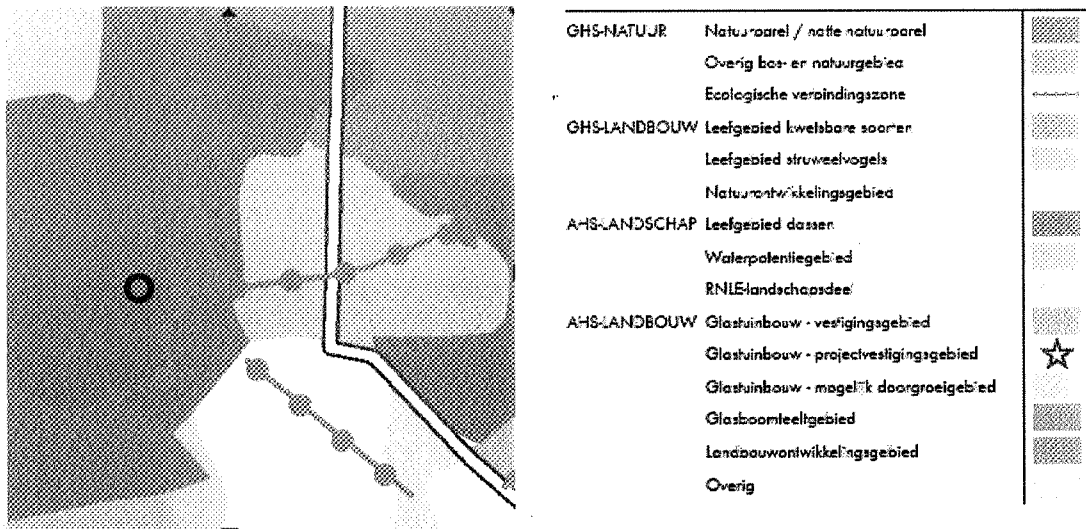 GHS-NATUUR Natuurparel / natte natuurparel
Overig bos- en natuurgebied
Ecologische verbindingszone
GHS-LANDBOUW Leefgebied kwetsbare soorten
Leefgebied struweelvogels
Natuurontwikkelingsgebied
AHS-LANDSCHAP Leefgebied dassen
Waterpotentiegebied
RNLE-landschapsdeel
AHS-LANDBOUW Glastuinbouw - vestigingsgebied
Glastuinbouw - projectvestigingsgebied
Glastuinbouw - mogelijk doorgroeigebied
Glasboomteeltgebied
Landbouwontwikkelingsgebied
Overig